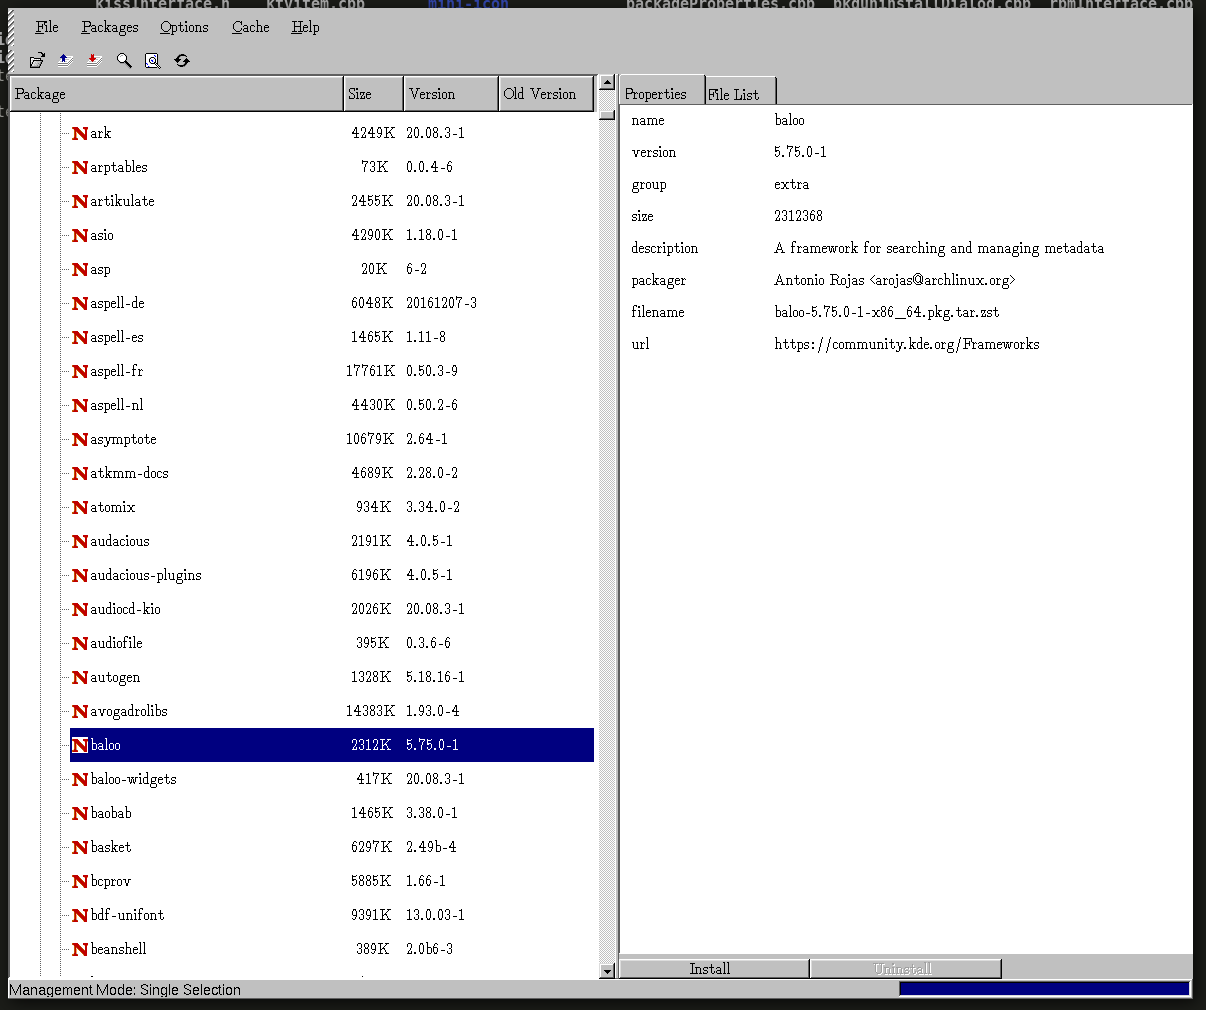 kissInterface.h ktvitem.cpp mini-icon packageProperties.cpp pkgUninstallDialog.cpp rpmInterface.cpp
File Packages Options Cache Help
Package Size Version Old Version
ark 4249K 20.08.3-1
arptables 73K 0.0.4-6
artikulate 2455K 20.08.3-1
asio 4290K 1.18.0-1
asp 20K 6-2
aspell-de 6048K 20161207-3
aspell-es 1465K 1.11-8
aspell-fr 17761K 0.50.3-9
aspell-nl 4430K 0.50.2-6
asymptote 10679K 2.64-1
atkmm-docs 4689K 2.28.0-2
atomix 934K 3.34.0-2
audacious 2191K 4.0.5-1
audacious-plugins 6196K 4.0.5-1
audiocd-kio 2026K 20.08.3-1
audiofile 395K 0.3.6-6
autogen 1328K 5.18.16-1
avogadrolibs 14383K 1.93.0-4
baloo 2312K 5.75.0-1
baloo-widgets 417K 20.08.3-1
baobab 1465K 3.38.0-1
basket 6297K 2.49b-4
bcprov 5885K 1.66-1
bdf-unifont 9391K 13.0.03-1
beanshell 389K 2.0b6-3
Properties File List
name baloo
version 5.75.0-1
group extra
size 2312368
description A framework for searching and managing metadata
packager Antonio Rojas <arojas@archlinux.org>
filename baloo-5.75.0-1-x86_64.pkg.tar.zst
url https://community.kde.org/Frameworks
Install Uninstall
Management Mode: Single Selection